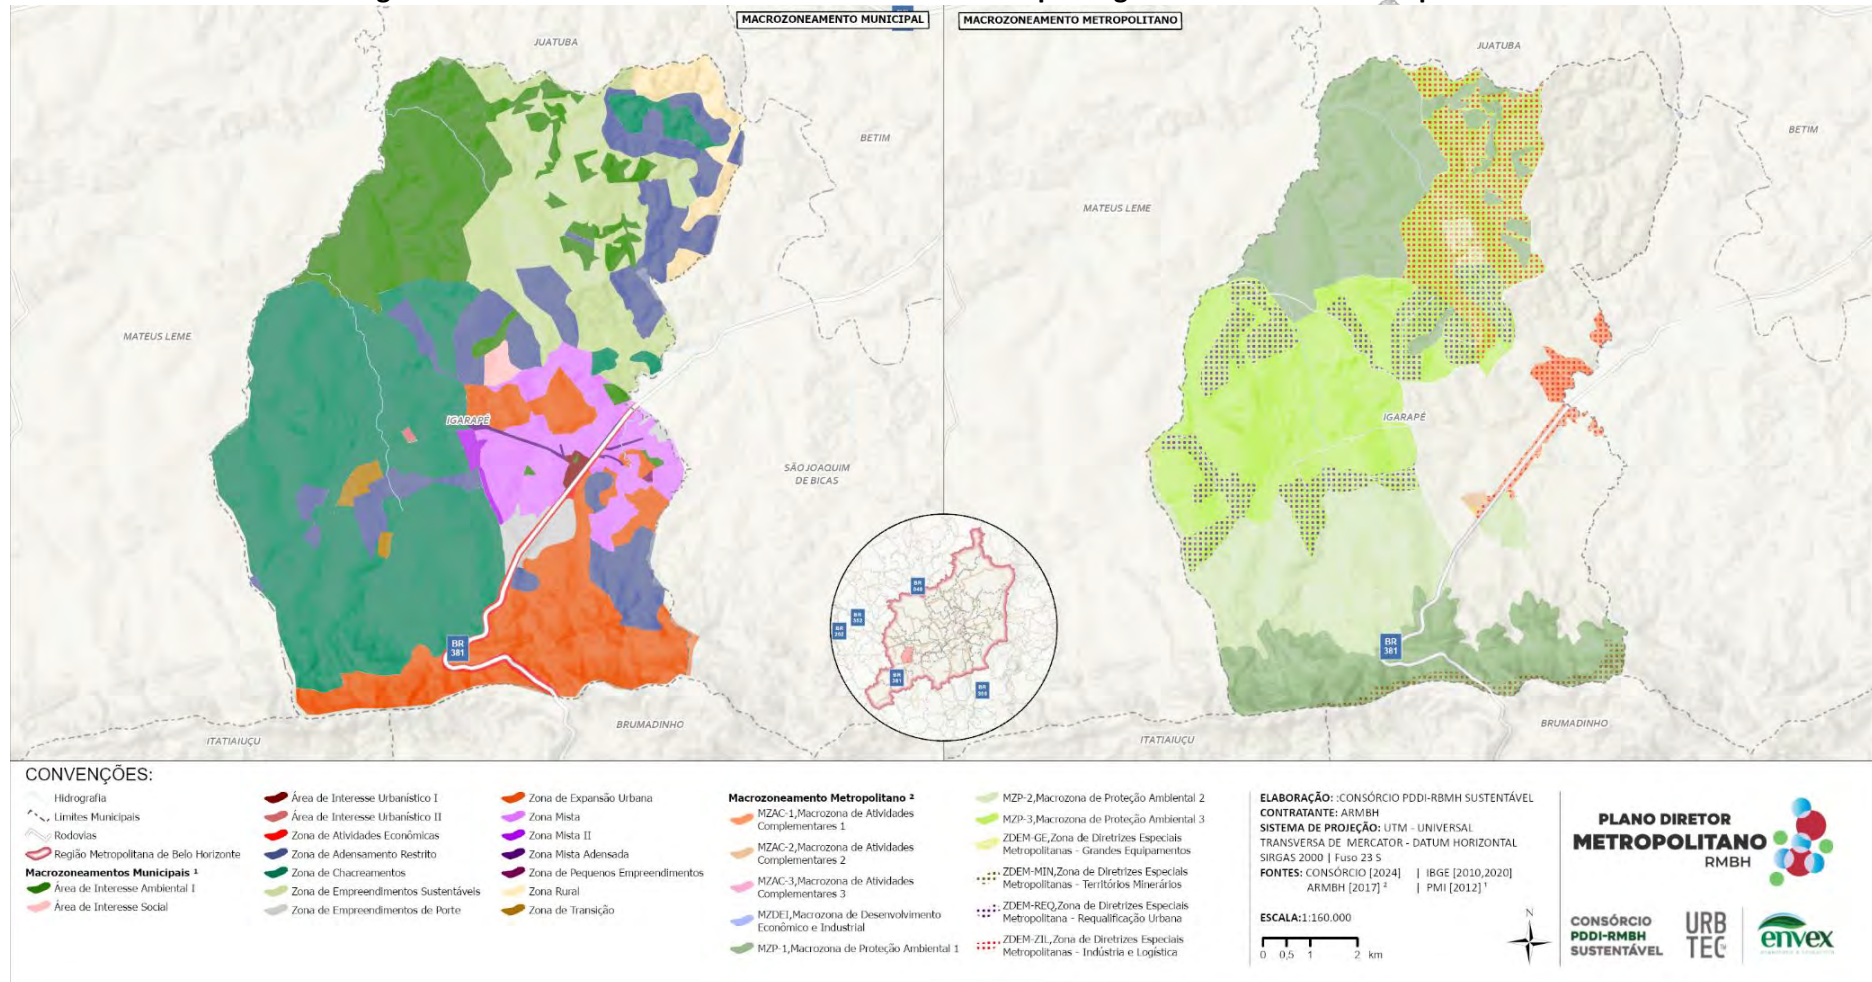 MACROZONEAMENTO MUNICIPAL
MACROZONEAMENTO METROPOLITANO
JUATUBA
BETIM
MATEUS LEME
IGARAPÉ
SÃO JOAQUIM
DE BICAS
BR
381
BRUMADINHO
ITATIAIUÇU
JUATUBA
BETIM
MATEUS LEME
IGARAPÉ
BR
381
BRUMADINHO
ITATIAIUÇU
BR
BR
BR
BR
381
BR
CONVENÇÕES:
Hidrografia
Limites Municipais
Rodovias
Região Metropolitana de Belo Horizonte
Macrozoneamentos Municipais ¹
Área de Interesse Ambiental I
Área de Interesse Social
Área de Interesse Urbanístico I
Área de Interesse Urbanístico II
Zona de Atividades Econômicas
Zona de Adensamento Restrito
Zona de Chacreamentos
Zona de Empreendimentos Sustentáveis
Zona de Empreendimentos de Porte
Zona de Expansão Urbana
Zona Mista
Zona Mista II
Zona Mista Adensada
Zona de Pequenos Empreendimentos
Zona Rural
Zona de Transição
Macrozoneamento Metropolitano ²
MZAC-1,Macrozona de Atividades
Complementares 1
MZAC-2,Macrozona de Atividades
Complementares 2
MZAC-3,Macrozona de Atividades
Complementares 3
MZDEI,Macrozona de Desenvolvimento
Econômico e Industrial
MZP-1,Macrozona de Proteção Ambiental 1
MZP-2,Macrozona de Proteção Ambiental 2
MZP-3,Macrozona de Proteção Ambiental 3
ZDEM-GE,Zona de Diretrizes Especiais
Metropolitanas - Grandes Equipamentos
ZDEM-MIN,Zona de Diretrizes Especiais
Metropolitanas - Territórios Minerários
ZDEM-REQ,Zona de Diretrizes Especiais
Metropolitana - Requalificação Urbana
ZDEM-ZIL,Zona de Diretrizes Especiais
Metropolitanas - Indústria e Logística
ELABORAÇÃO: :CONSÓRCIO PDDI-RBMH SUSTENTÁVEL
CONTRATANTE: ARMBH
SISTEMA DE PROJEÇÃO: UTM - UNIVERSAL
TRANSVERSA DE MERCATOR - DATUM HORIZONTAL
SIRGAS 2000 | Fuso 23 S
FONTES: CONSÓRCIO [2024] | IBGE [2010,2020]
ARMBH [2017] ² | PMI [2012] ¹
ESCALA:1:160.000
0 0,5 1 2 km
N
PLANO DIRETOR
METROPOLITANO
RMBH
CONSÓRCIO
PDDI-RMBH
SUSTENTÁVEL
URB
TEC
envex